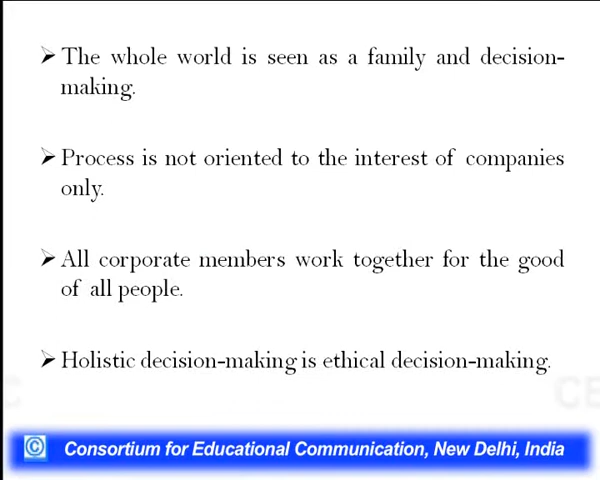 The whole world is seen as a family and decision-
making.
Process is not oriented to the interest of companies
only.
All corporate members work together for the good
of all people.
Holistic decision-making is ethical decision-making.
© Consortium for Educational Communication, New Delhi, India